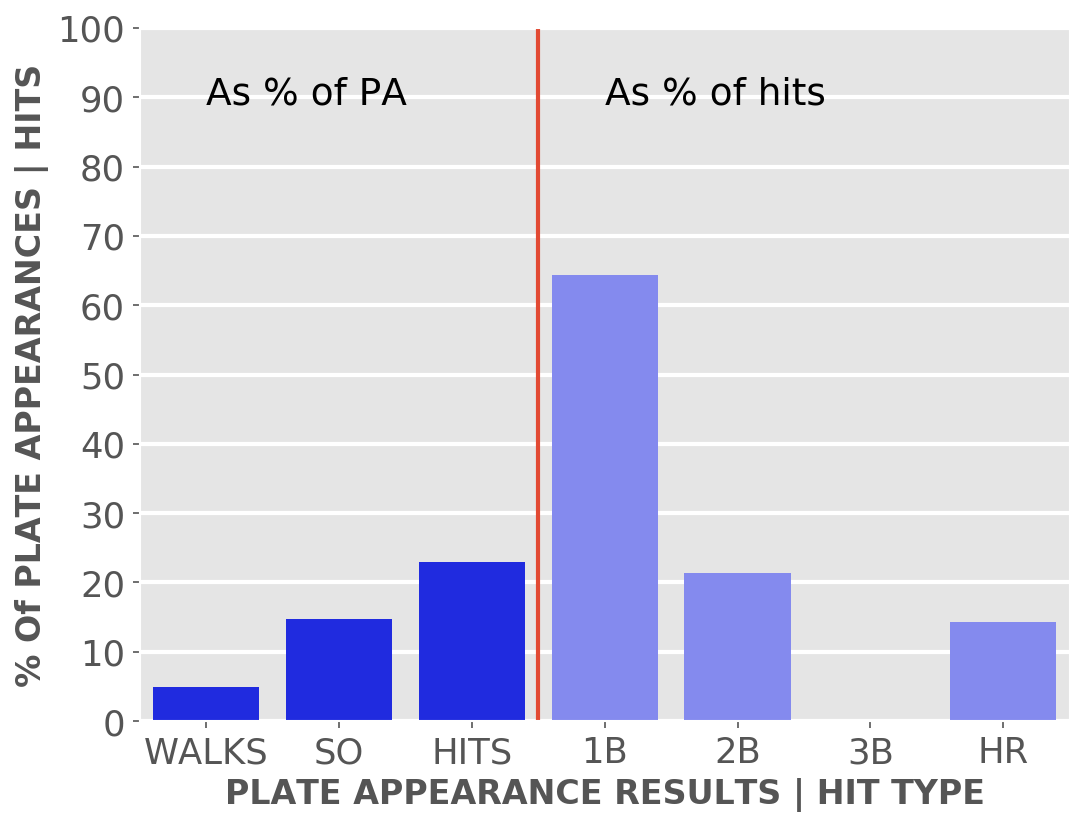 100
90
80
70
60
50
40
30
20
10
0
% Of PLATE APPEARANCES | HITS
As % of PA
As % of hits
WALKS SO HITS 1B 2B 3B HR
PLATE APPEARANCE RESULTS | HIT TYPE